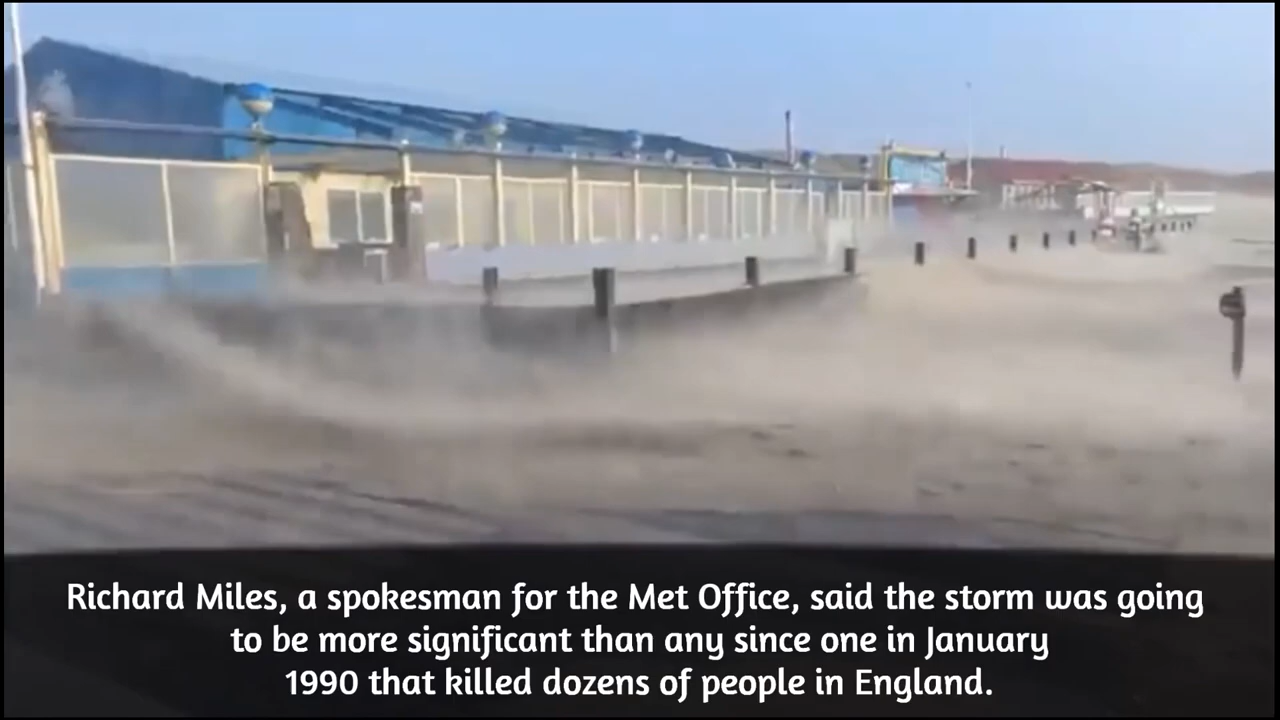 Richard Miles, a spokesman for the Met Office, said the storm was going
to be more significant than any since one in January
1990 that killed dozens of people in England.